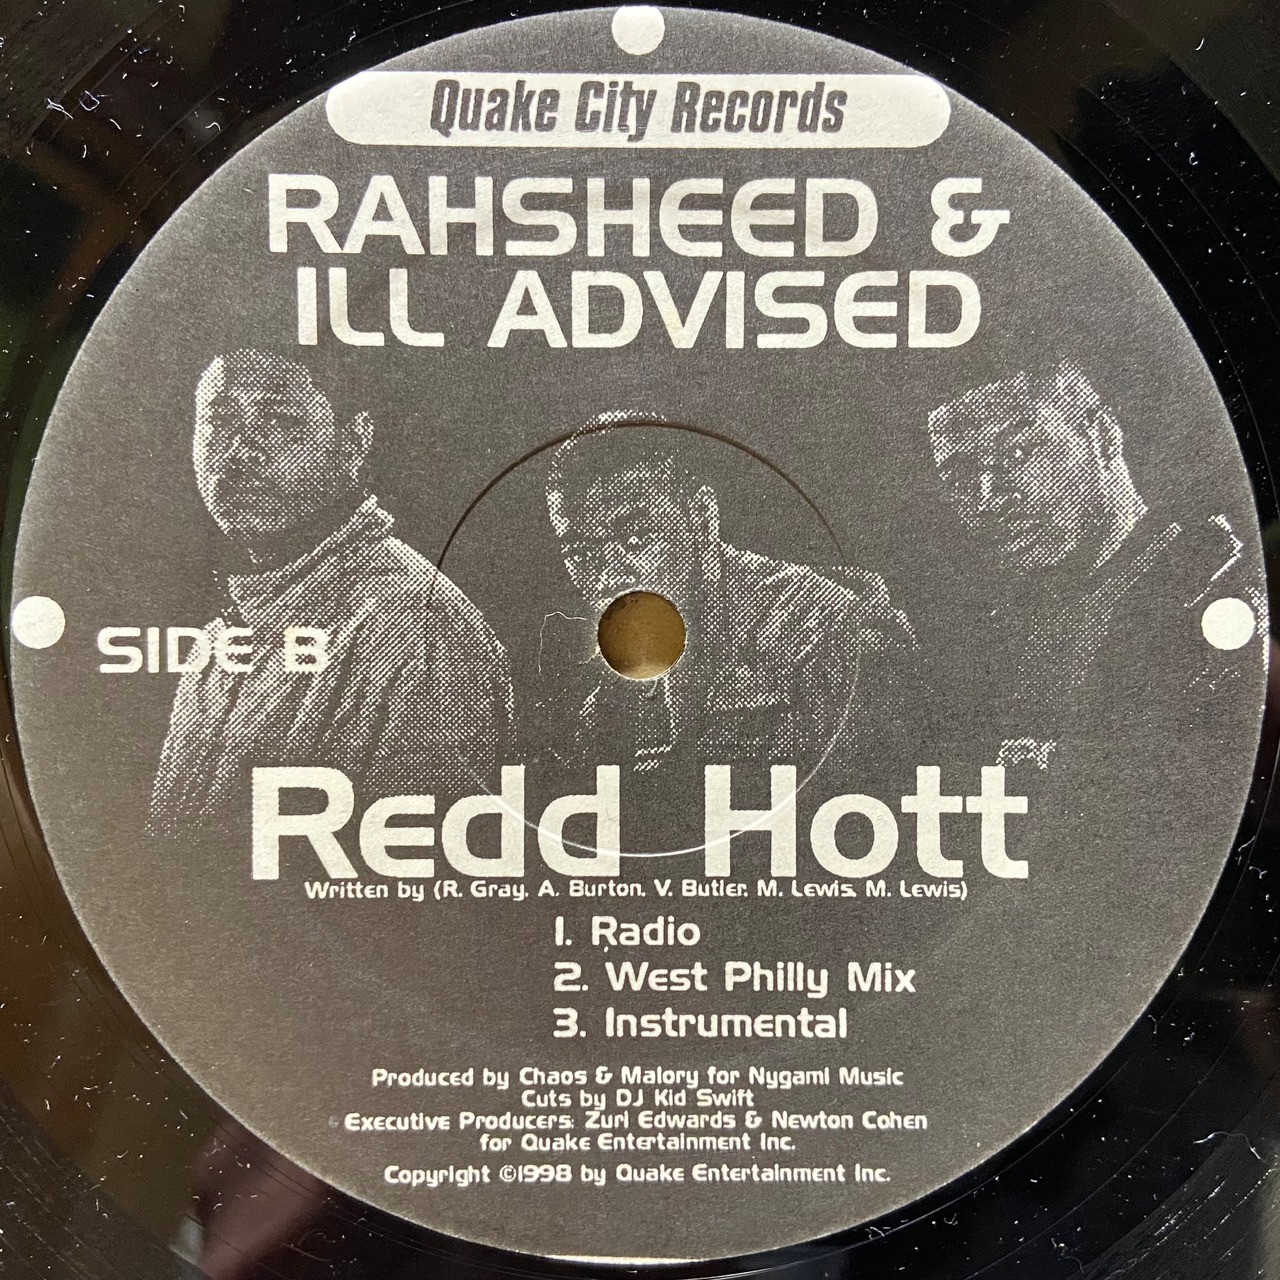 Quake City Records
RAHSHEED &
ILL ADVISED
SIDE B
Redd Hott
Written by (R. Gray, A. Burton, V. Butler, M. Lewis, M. Lewis)
1. Radio
2. West Philly Mix
3. Instrumental
Produced by Chaos & Malory for Nygami Music
Cuts by DJ Kid Swift
Executive Producers: Zuri Edwards & Newton Cohen
for Quake Entertainment Inc.
Copyright ©1998 by Quake Entertainment Inc.